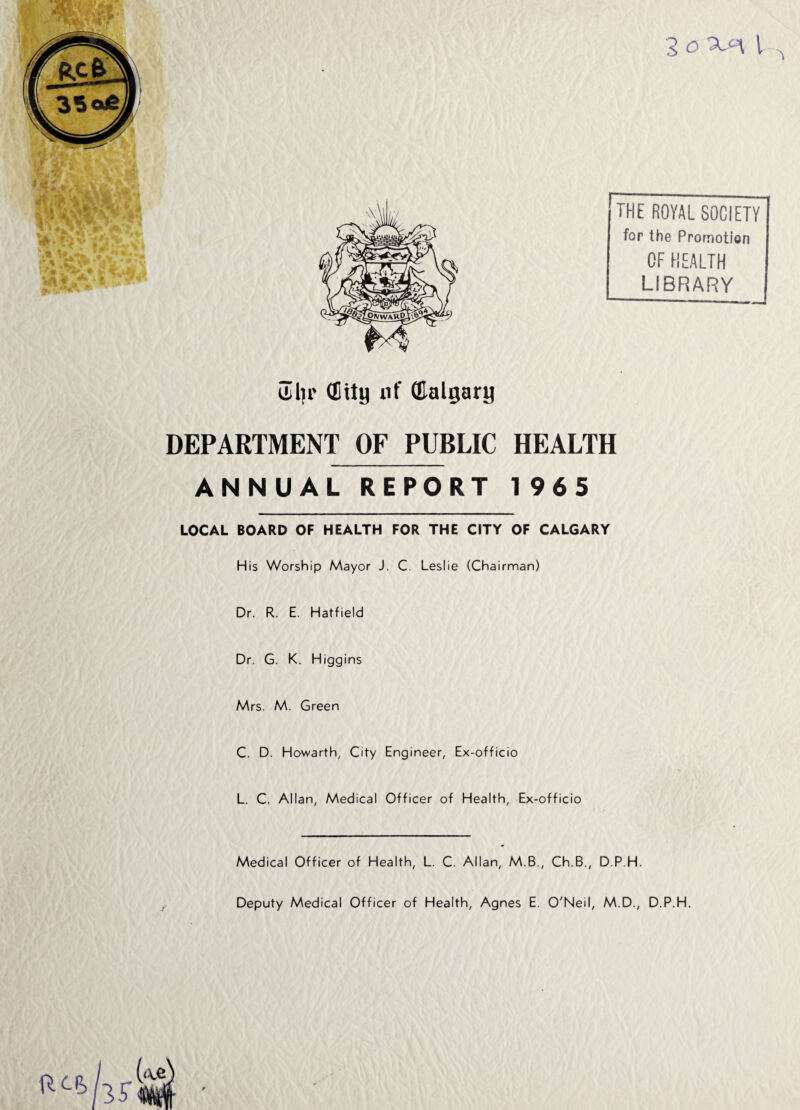 RCB
35ae
THE ROYAL SOCIETY
for the Promotion
OF HEALTH
LIBRARY
1882 ONWARD 1894
The City of Calgary
DEPARTMENT OF PUBLIC HEALTH
ANNUAL REPORT 1965
LOCAL BOARD OF HEALTH FOR THE CITY OF CALGARY
His Worship Mayor J. C. Leslie (Chairman)
Dr. R. E. Hatfield
Dr. G. K. Higgins
Mrs. M. Green
C. D. Howarth, City Engineer, Ex-officio
L. C. Allan, Medical Officer of Health, Ex-officio
Medical Officer of Health, L. C. Allan, M.B., Ch.B., D.P.H.
Deputy Medical Officer of Health, Agnes E. O'Neil, M.D., D.P.H.
RCB/35 (ae)